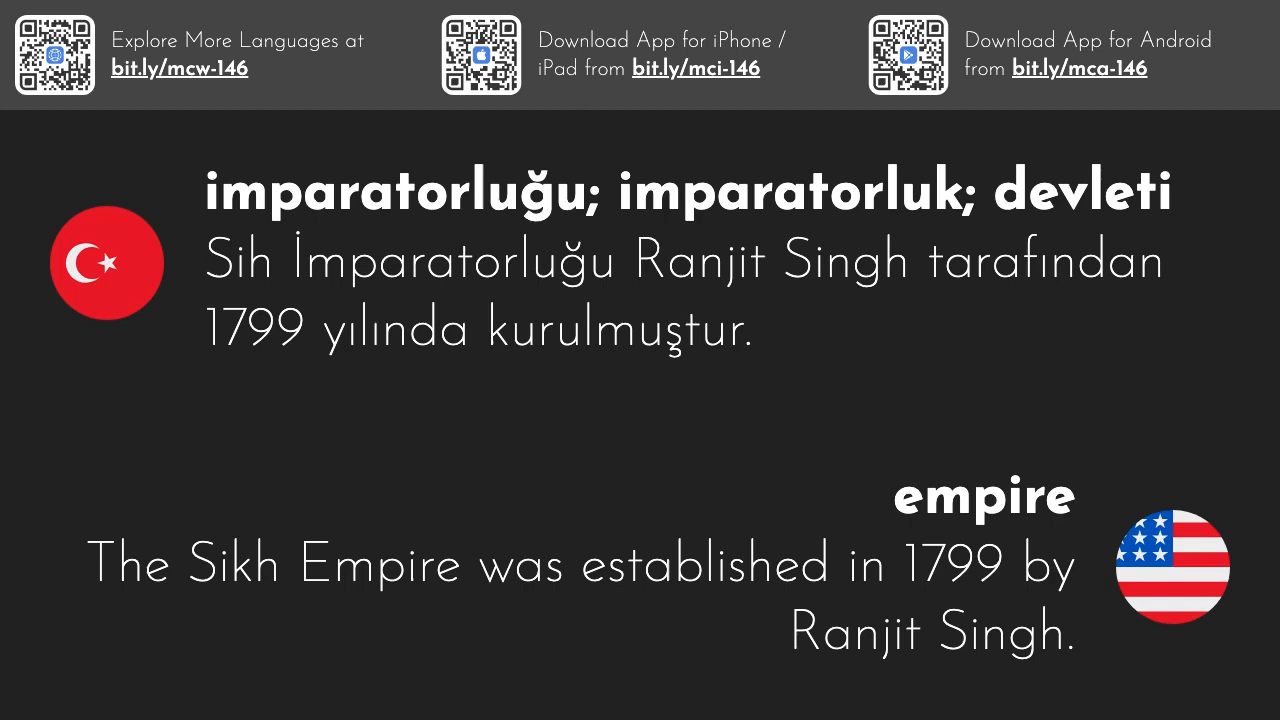 Explore More Languages at
bit.ly/mcw-146
Download App for iPhone /
iPad from bit.ly/mci-146
Download App for Android
from bit.ly/mca-146
imparatorluğu; imparatorluk; devleti
Sih İmparatorluğu Ranjit Singh tarafından
1799 yılında kurulmuştur.
empire
The Sikh Empire was established in 1799 by
Ranjit Singh.